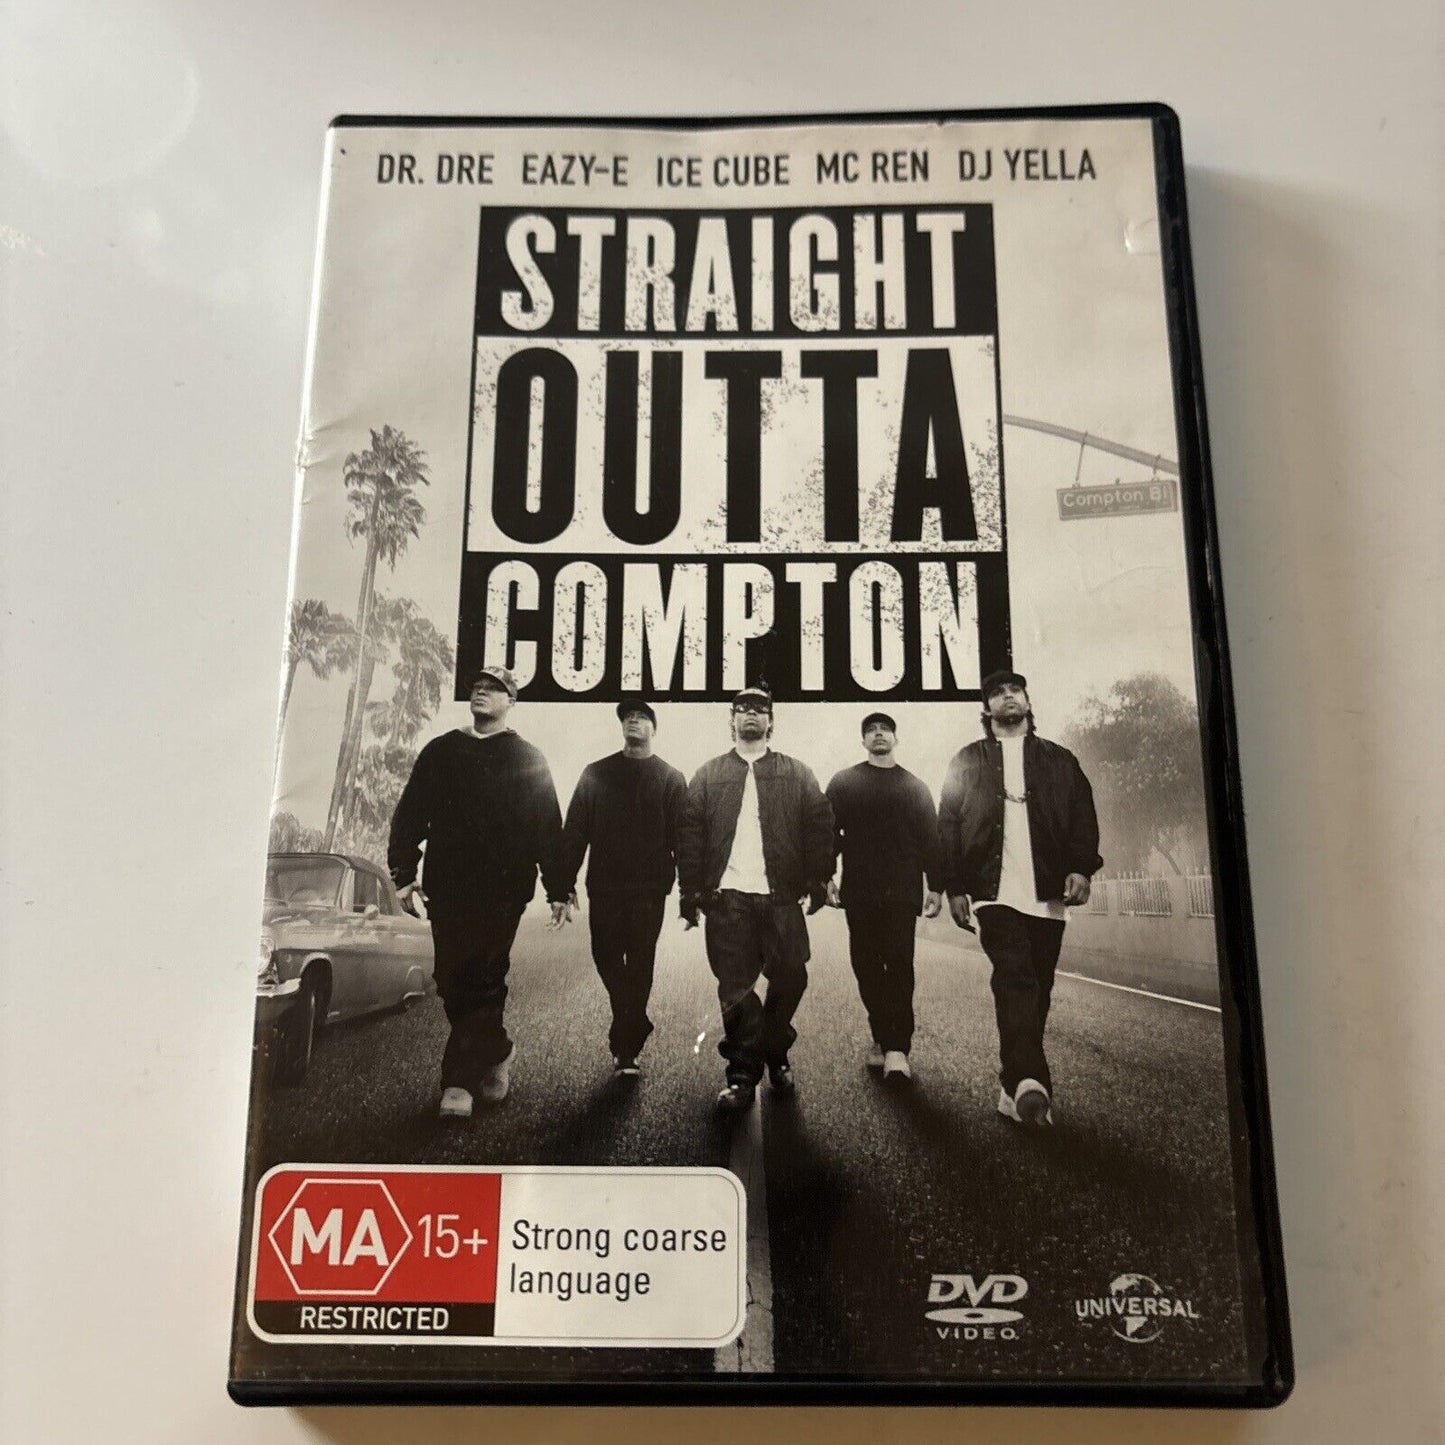 DR. DRE EAZY-E ICE CUBE MC REN DJ YELLA
STRAIGHT
OUTTA
COMPTON
Compton Bl
MA 15+
RESTRICTED
Strong coarse
language
DVD
VIDEO
UNIVERSAL